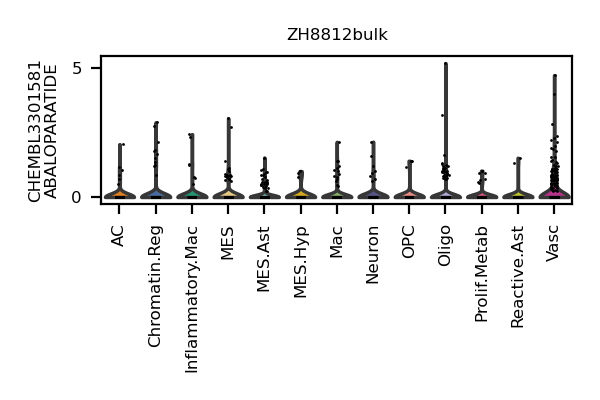 ZH8812bulk
CHEMBL3301581
ABALOPARATIDE
5
0
AC
Chromatin.Reg
Inflammatory.Mac
MES
MES.Ast
MES.Hyp
Mac
Neuron
OPC
Oligo
Prolif.Metab
Reactive.Ast
Vasc